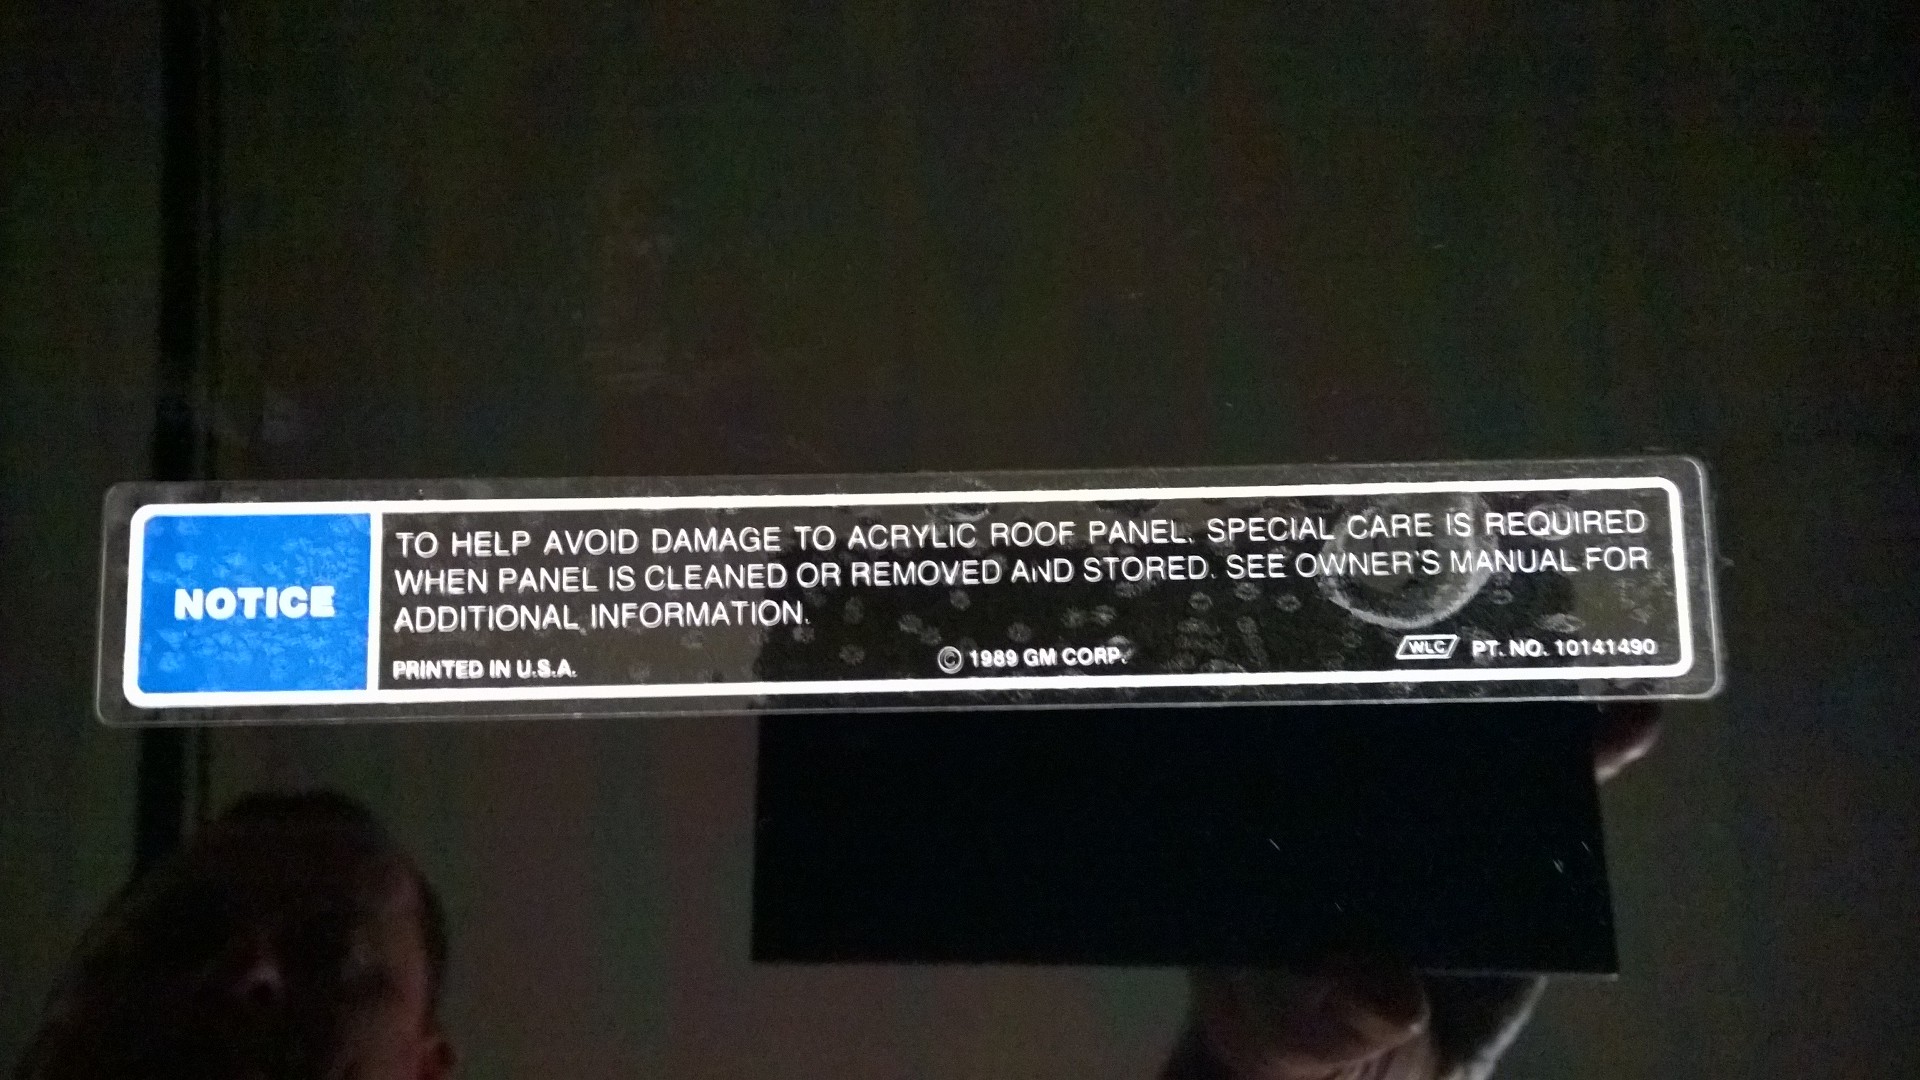 NOTICE
TO HELP AVOID DAMAGE TO ACRYLIC ROOF PANEL. SPECIAL CARE IS REQUIRED
WHEN PANEL IS CLEANED OR REMOVED AND STORED. SEE OWNER'S MANUAL FOR
ADDITIONAL INFORMATION.
PRINTED IN U.S.A. © 1989 GM CORP. WLC PT. NO. 10141490